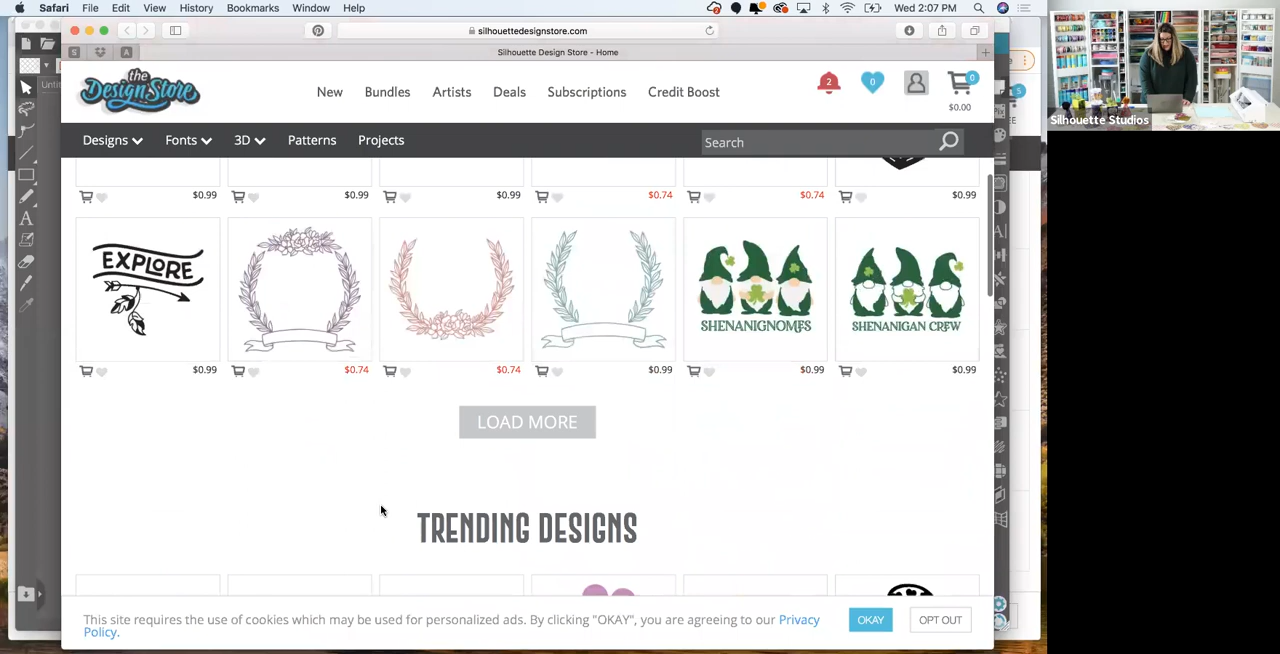 Safari File Edit View History Bookmarks Window Help
2
Wed 2:07 PM
silhouettedesignstore.com
S
A
Silhouette Design Store - Home
Untit
the
Design Store
New Bundles Artists Deals Subscriptions Credit Boost
2
0
0
$0.00
5
Silhouette Studios
Designs Fonts 3D Patterns Projects
Search
$0.99 $0.99 $0.99 $0.74 $0.74 $0.99
EXPLORE
SHENANIGNOMES
SHENANIGAN CREW
$0.99 $0.74 $0.74 $0.99 $0.99 $0.99
LOAD MORE
TRENDING DESIGNS
This site requires the use of cookies which may be used for personalized ads. By clicking "OKAY", you are agreeing to our Privacy
Policy.
OKAY
OPT OUT